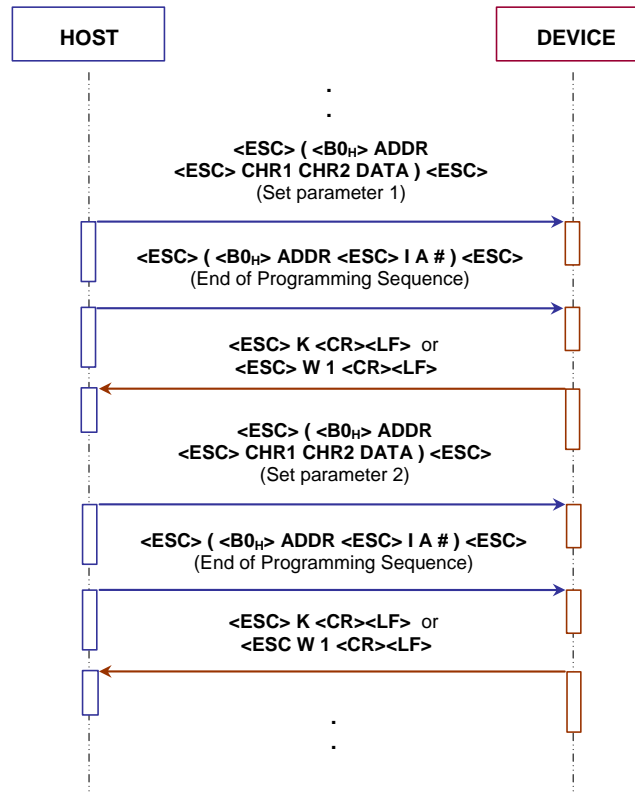 HOST
DEVICE
.
.
<ESC> ( <B0H> ADDR
<ESC> CHR1 CHR2 DATA ) <ESC>
(Set parameter 1)
<ESC> ( <B0H> ADDR <ESC> I A # ) <ESC>
(End of Programming Sequence)
<ESC> K <CR><LF> or
<ESC> W 1 <CR><LF>
<ESC> ( <B0H> ADDR
<ESC> CHR1 CHR2 DATA ) <ESC>
(Set parameter 2)
<ESC> ( <B0H> ADDR <ESC> I A # ) <ESC>
(End of Programming Sequence)
<ESC> K <CR><LF> or
<ESC W 1 <CR><LF>
.
.